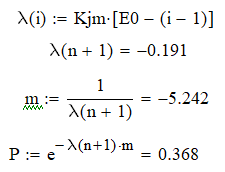 λ(i) := Kjm·[E0 − (i − 1)]
λ(n + 1) = −0.191
m := 1 / λ(n + 1) = −5.242
P := e^(−λ(n+1)·m) = 0.368